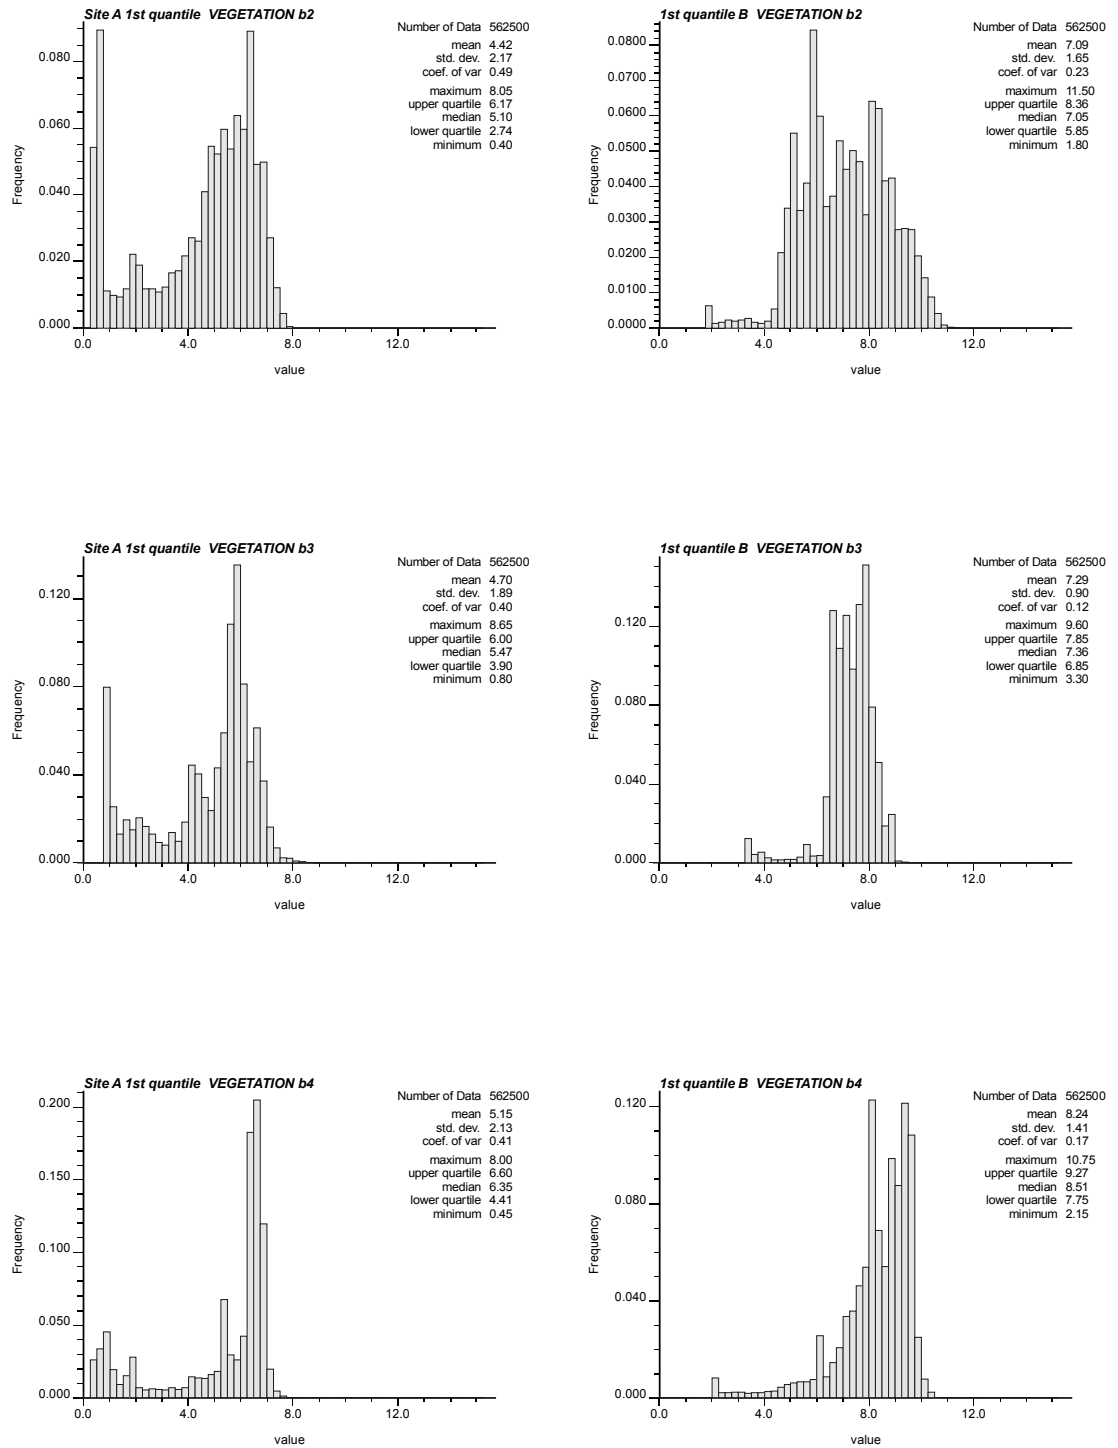 Site A 1st quantile VEGETATION b2
Number of Data 562500
mean 4.42
std. dev. 2.17
coef. of var 0.49
maximum 8.05
upper quartile 6.17
median 5.10
lower quartile 2.74
minimum 0.40
Frequency
0.080
0.060
0.040
0.020
0.000
0.0 4.0 8.0 12.0
value
1st quantile B VEGETATION b2
Number of Data 562500
mean 7.09
std. dev. 1.65
coef. of var 0.23
maximum 11.50
upper quartile 8.36
median 7.05
lower quartile 5.85
minimum 1.80
Frequency
0.0800
0.0700
0.0600
0.0500
0.0400
0.0300
0.0200
0.0100
0.0000
0.0 4.0 8.0 12.0
value
Site A 1st quantile VEGETATION b3
Number of Data 562500
mean 4.70
std. dev. 1.89
coef. of var 0.40
maximum 8.65
upper quartile 6.00
median 5.47
lower quartile 3.90
minimum 0.80
Frequency
0.120
0.080
0.040
0.000
0.0 4.0 8.0 12.0
value
1st quantile B VEGETATION b3
Number of Data 562500
mean 7.29
std. dev. 0.90
coef. of var 0.12
maximum 9.60
upper quartile 7.85
median 7.36
lower quartile 6.85
minimum 3.30
Frequency
0.120
0.080
0.040
0.000
0.0 4.0 8.0 12.0
value
Site A 1st quantile VEGETATION b4
Number of Data 562500
mean 5.15
std. dev. 2.13
coef. of var 0.41
maximum 8.00
upper quartile 6.60
median 6.35
lower quartile 4.41
minimum 0.45
Frequency
0.200
0.150
0.100
0.050
0.000
0.0 4.0 8.0 12.0
value
1st quantile B VEGETATION b4
Number of Data 562500
mean 8.24
std. dev. 1.41
coef. of var 0.17
maximum 10.75
upper quartile 9.27
median 8.51
lower quartile 7.75
minimum 2.15
Frequency
0.120
0.080
0.040
0.000
0.0 4.0 8.0 12.0
value